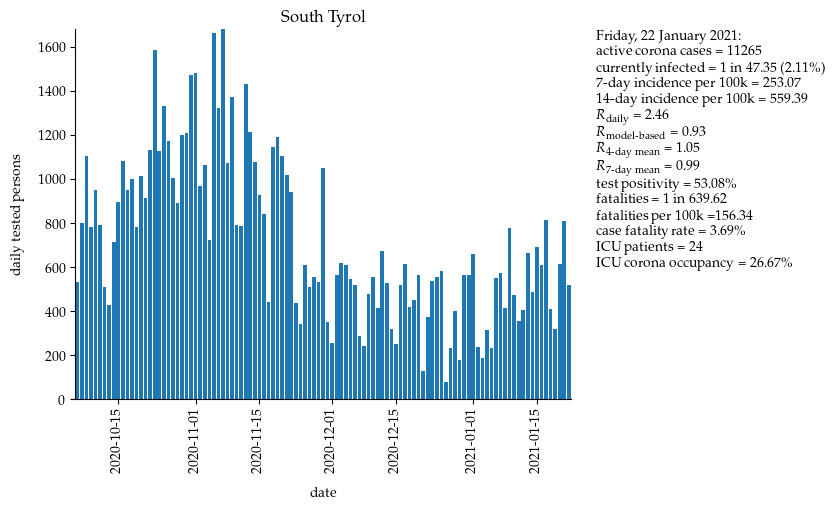 South Tyrol
1600
1400
1200
1000
800
600
400
200
0
daily tested persons
2020-10-15
2020-11-01
2020-11-15
2020-12-01
2020-12-15
2021-01-01
2021-01-15
date
Friday, 22 January 2021:
active corona cases = 11265
currently infected = 1 in 47.35 (2.11%)
7-day incidence per 100k = 253.07
14-day incidence per 100k = 559.39
R daily = 2.46
R model-based = 0.93
R 4-day mean = 1.05
R 7-day mean = 0.99
test positivity = 53.08%
fatalities = 1 in 639.62
fatalities per 100k =156.34
case fatality rate = 3.69%
ICU patients = 24
ICU corona occupancy = 26.67%